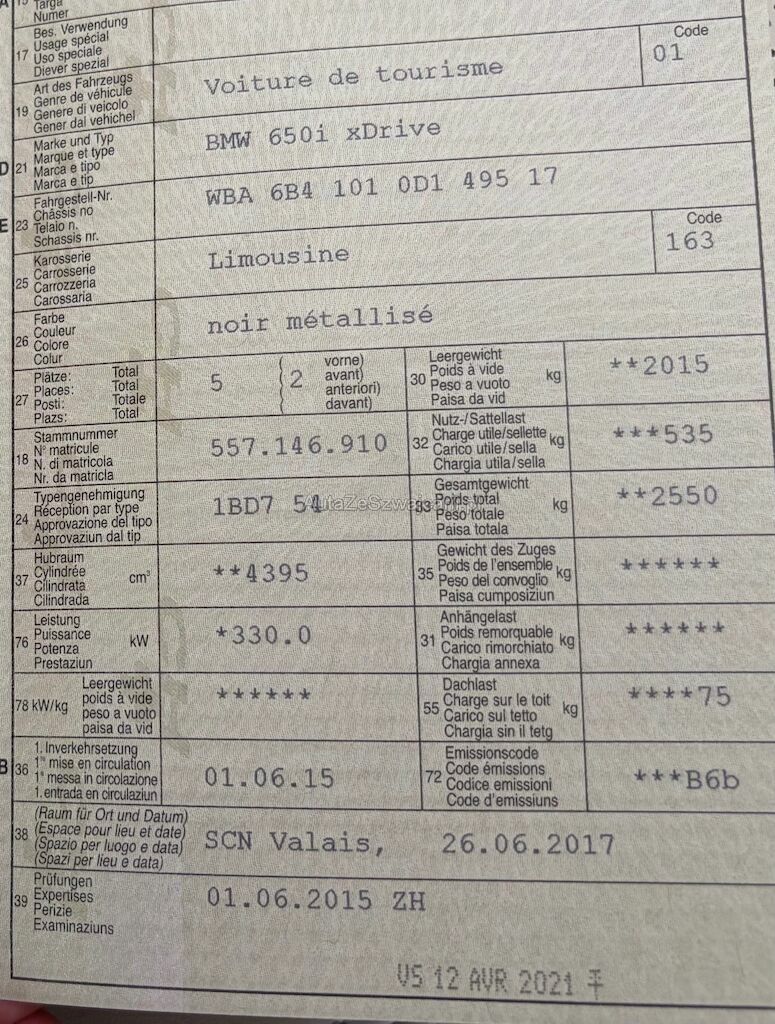 15 Targa
Numer
17 Bes. Verwendung
Usage spécial
Uso speciale
Diever spezial
19 Art des Fahrzeugs
Genre de véhicule
Genere di veicolo
Gener dal vehichel
Voiture de tourisme
Code
01
D 21 Marke und Typ
Marque et type
Marca e tipo
Marca e tip
BMW 650i xDrive
E 23 Fahrgestell-Nr.
Châssis no
Telaio n.
Schassis nr.
WBA 6B4 101 0D1 495 17
25 Karosserie
Carrosserie
Carrozzeria
Carossaria
Limousine
Code
163
26 Farbe
Couleur
Colore
Colur
noir métallisé
27 Plätze: Total
Places: Total
Posti: Totale
Plazs: Total
5 ( 2 vorne)
( avant)
( anteriori)
( davant)
30 Leergewicht
Poids à vide
Peso a vuoto
Paisa da vid
kg
**2015
18 Stammnummer
N° matricule
N. di matricola
Nr. da matricla
557.146.910
32 Nutz-/Sattellast
Charge utile/sellette
Carico utile/sella
Chargia utila/sella
kg
***535
24 Typengenehmigung
Réception par type
Approvazione del tipo
Approvaziun dal tip
1BD7 54
33 Gesamtgewicht
Poids total
Peso totale
Paisa totala
kg
**2550
37 Hubraum
Cylindrée
Cilindrata
Cilindrada
cm³
**4395
35 Gewicht des Zuges
Poids de l'ensemble
Peso del convoglio
Paisa cumposiziun
kg
******
76 Leistung
Puissance
Potenza
Prestaziun
kW
*330.0
31 Anhängelast
Poids remorquable
Carico rimorchiato
Chargia annexa
kg
******
78 kW/kg Leergewicht
poids à vide
peso a vuoto
paisa da vid
******
55 Dachlast
Charge sur le toit
Carico sul tetto
Chargia sin il tetg
kg
****75
B 36 1. Inverkehrsetzung
1re mise en circulation
1a messa in circolazione
1. entrada en circulaziun
01.06.15
72 Emissionscode
Code émissions
Codice emissioni
Code d'emissiuns
***B6b
38 (Raum für Ort und Datum)
(Espace pour lieu et date)
(Spazio per luogo e data)
(Spazi per lieu e data)
SCN Valais, 26.06.2017
39 Prüfungen
Expertises
Perizie
Examinaziuns
01.06.2015 ZH
VS 12 AVR 2021